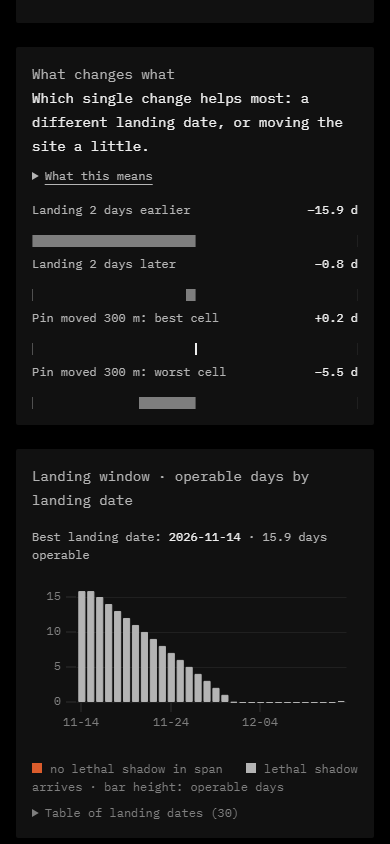 What changes what
Which single change helps most: a
different landing date, or moving the
site a little.
▶ What this means
Landing 2 days earlier −15.9 d
Landing 2 days later −0.8 d
Pin moved 300 m: best cell +0.2 d
Pin moved 300 m: worst cell −5.5 d
Landing window · operable days by
landing date
Best landing date: 2026-11-14 · 15.9 days
operable
15
10
5
0
11-14 11-24 12-04
no lethal shadow in span lethal shadow
arrives · bar height: operable days
▶ Table of landing dates (30)